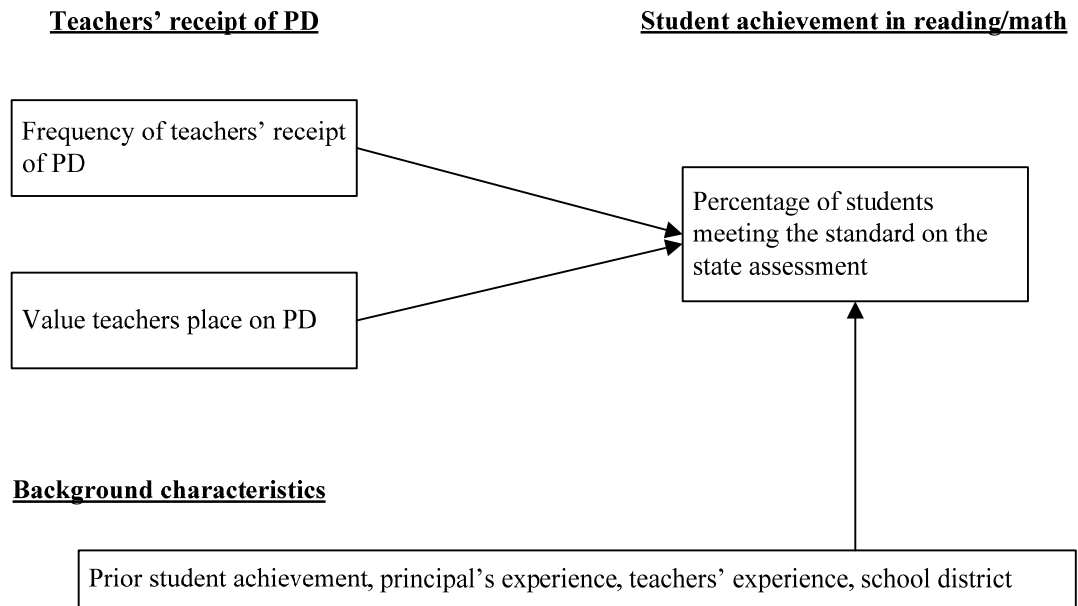 Teachers’ receipt of PD
Student achievement in reading/math
Frequency of teachers’ receipt
of PD
Percentage of students
meeting the standard on the
state assessment
Value teachers place on PD
Background characteristics
Prior student achievement, principal’s experience, teachers’ experience, school district